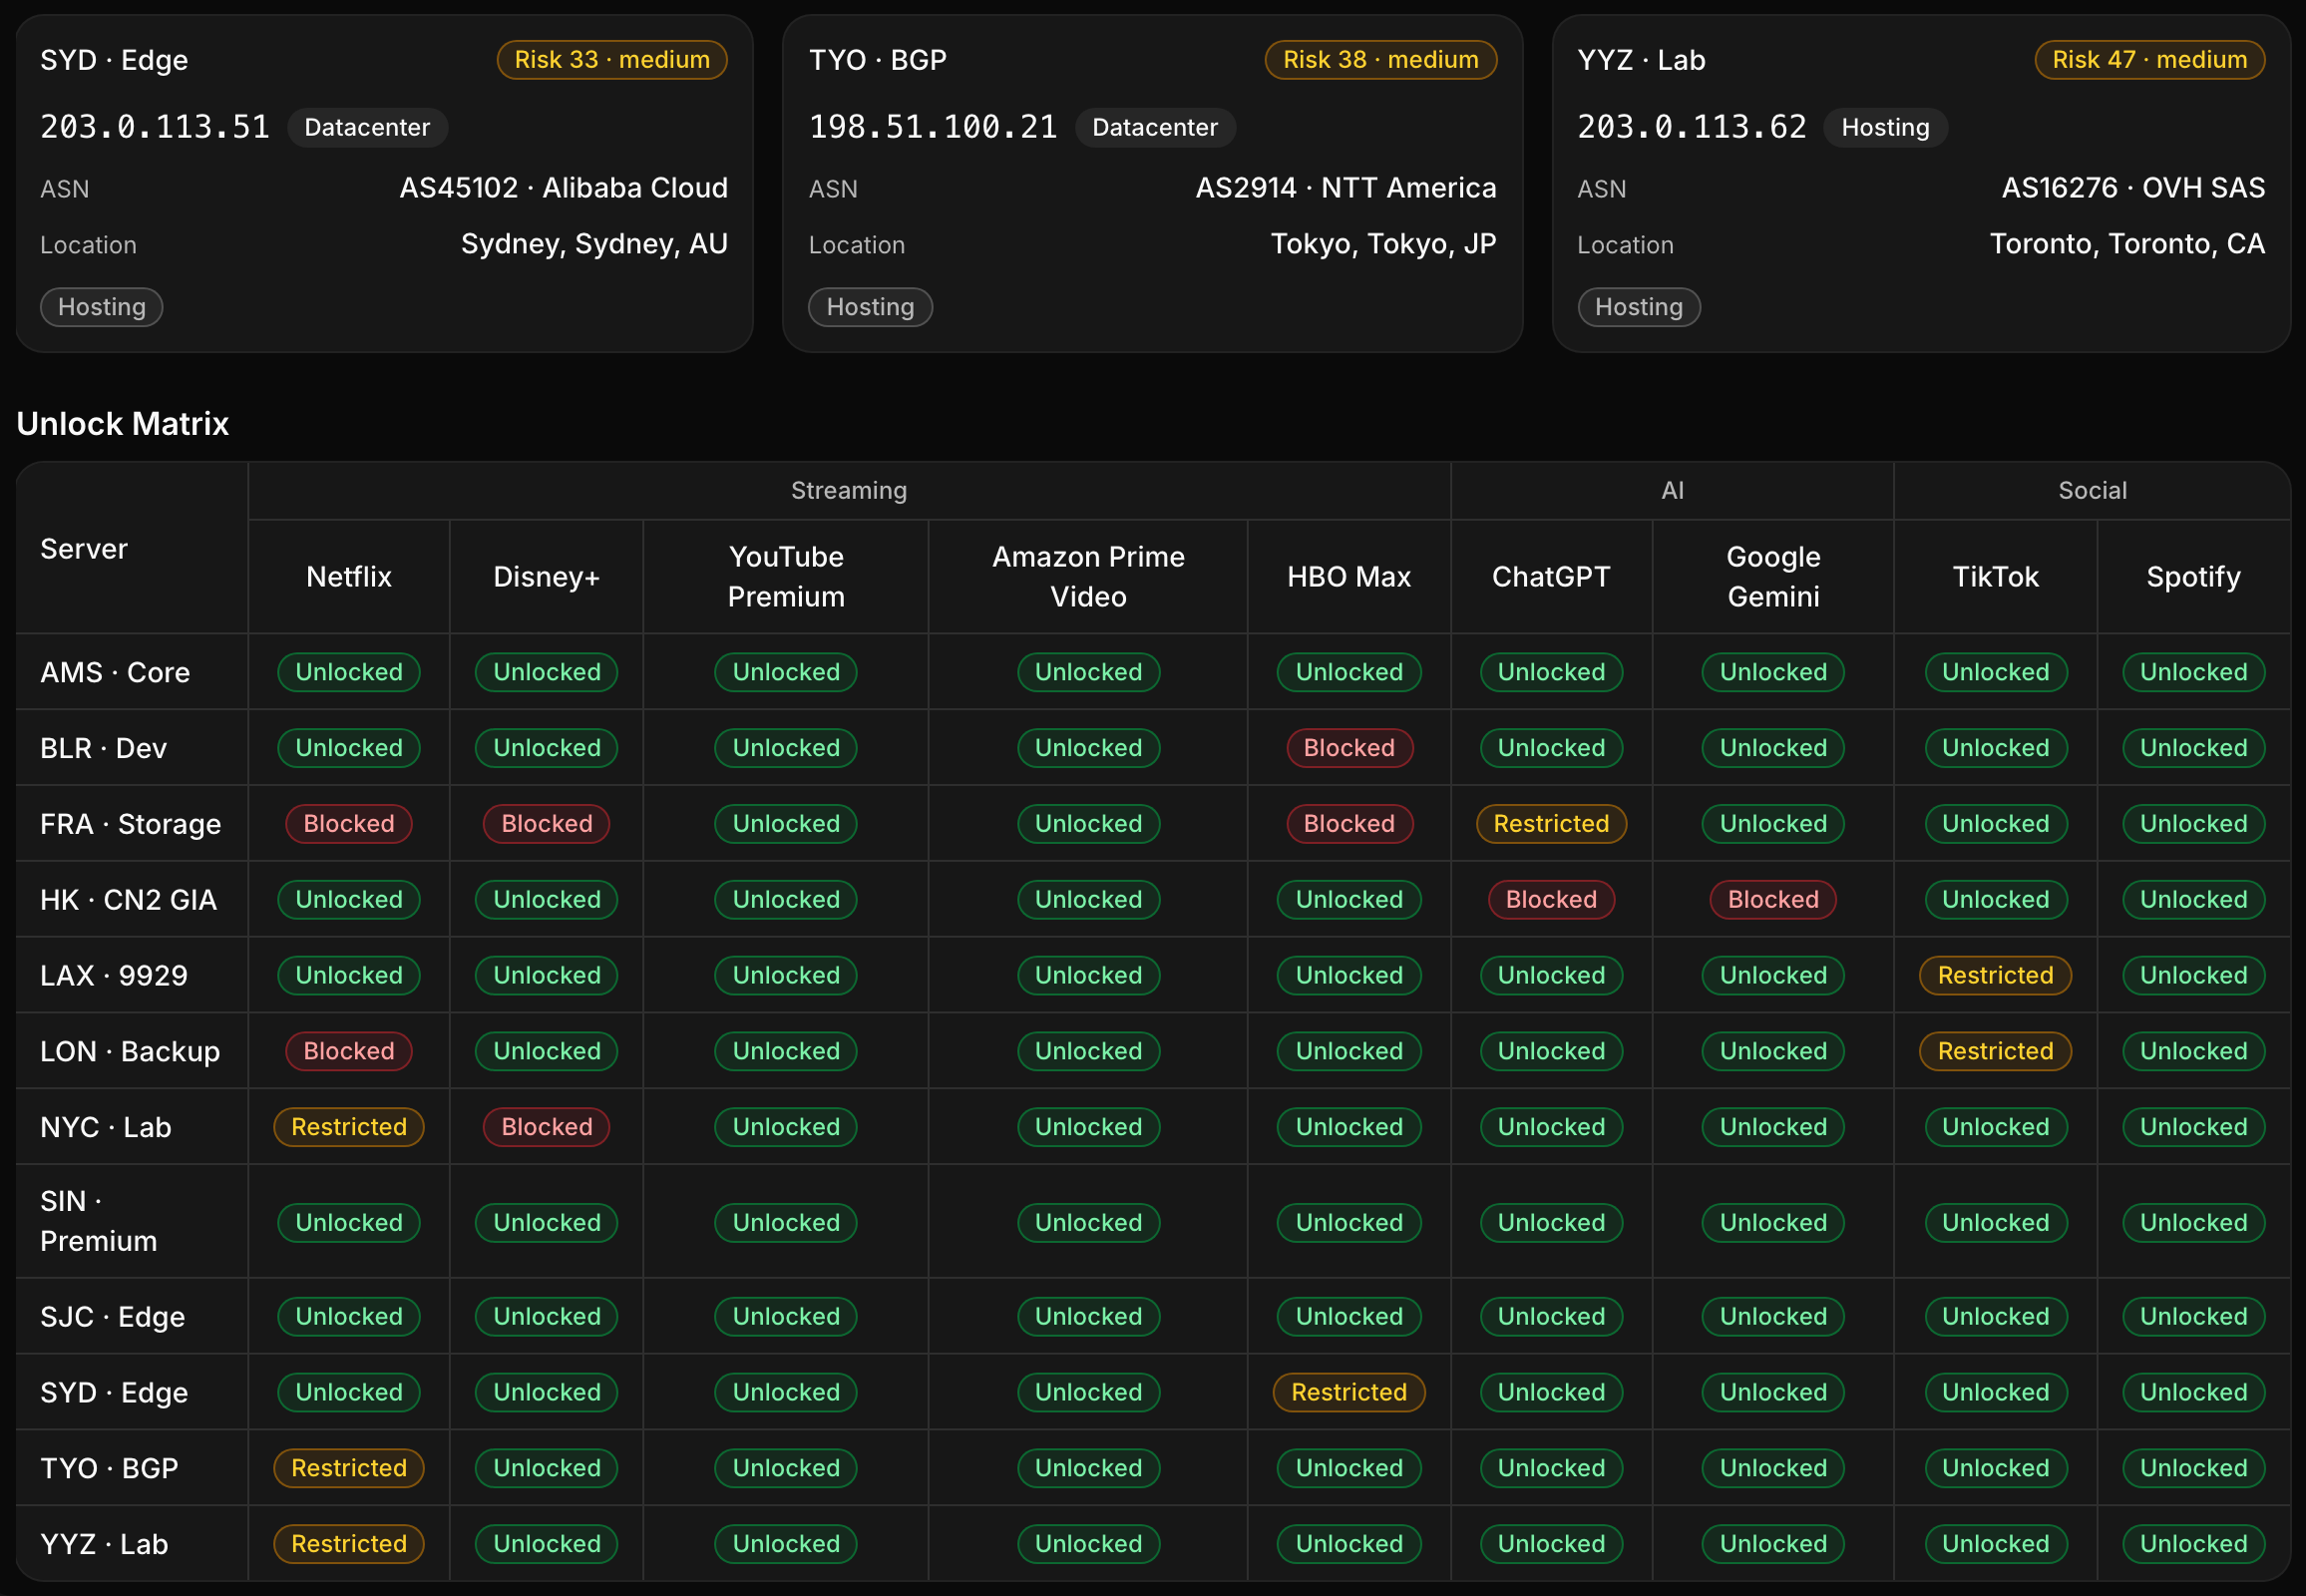 SYD · Edge
Risk 33 · medium
203.0.113.51
Datacenter
ASN
AS45102 · Alibaba Cloud
Location
Sydney, Sydney, AU
Hosting
TYO · BGP
Risk 38 · medium
198.51.100.21
Datacenter
ASN
AS2914 · NTT America
Location
Tokyo, Tokyo, JP
Hosting
YYZ · Lab
Risk 47 · medium
203.0.113.62
Hosting
ASN
AS16276 · OVH SAS
Location
Toronto, Toronto, CA
Hosting
Unlock Matrix
Server
Streaming
AI
Social
Netflix
Disney+
YouTube
Premium
Amazon Prime
Video
HBO Max
ChatGPT
Google
Gemini
TikTok
Spotify
AMS · Core Unlocked Unlocked Unlocked Unlocked Unlocked Unlocked Unlocked Unlocked Unlocked
BLR · Dev Unlocked Unlocked Unlocked Unlocked Blocked Unlocked Unlocked Unlocked Unlocked
FRA · Storage Blocked Blocked Unlocked Unlocked Blocked Restricted Unlocked Unlocked Unlocked
HK · CN2 GIA Unlocked Unlocked Unlocked Unlocked Unlocked Blocked Blocked Unlocked Unlocked
LAX · 9929 Unlocked Unlocked Unlocked Unlocked Unlocked Unlocked Unlocked Restricted Unlocked
LON · Backup Blocked Unlocked Unlocked Unlocked Unlocked Unlocked Unlocked Restricted Unlocked
NYC · Lab Restricted Blocked Unlocked Unlocked Unlocked Unlocked Unlocked Unlocked Unlocked
SIN ·
Premium
Unlocked Unlocked Unlocked Unlocked Unlocked Unlocked Unlocked Unlocked Unlocked
SJC · Edge Unlocked Unlocked Unlocked Unlocked Unlocked Unlocked Unlocked Unlocked Unlocked
SYD · Edge Unlocked Unlocked Unlocked Unlocked Restricted Unlocked Unlocked Unlocked Unlocked
TYO · BGP Restricted Unlocked Unlocked Unlocked Unlocked Unlocked Unlocked Unlocked Unlocked
YYZ · Lab Restricted Unlocked Unlocked Unlocked Unlocked Unlocked Unlocked Unlocked Unlocked